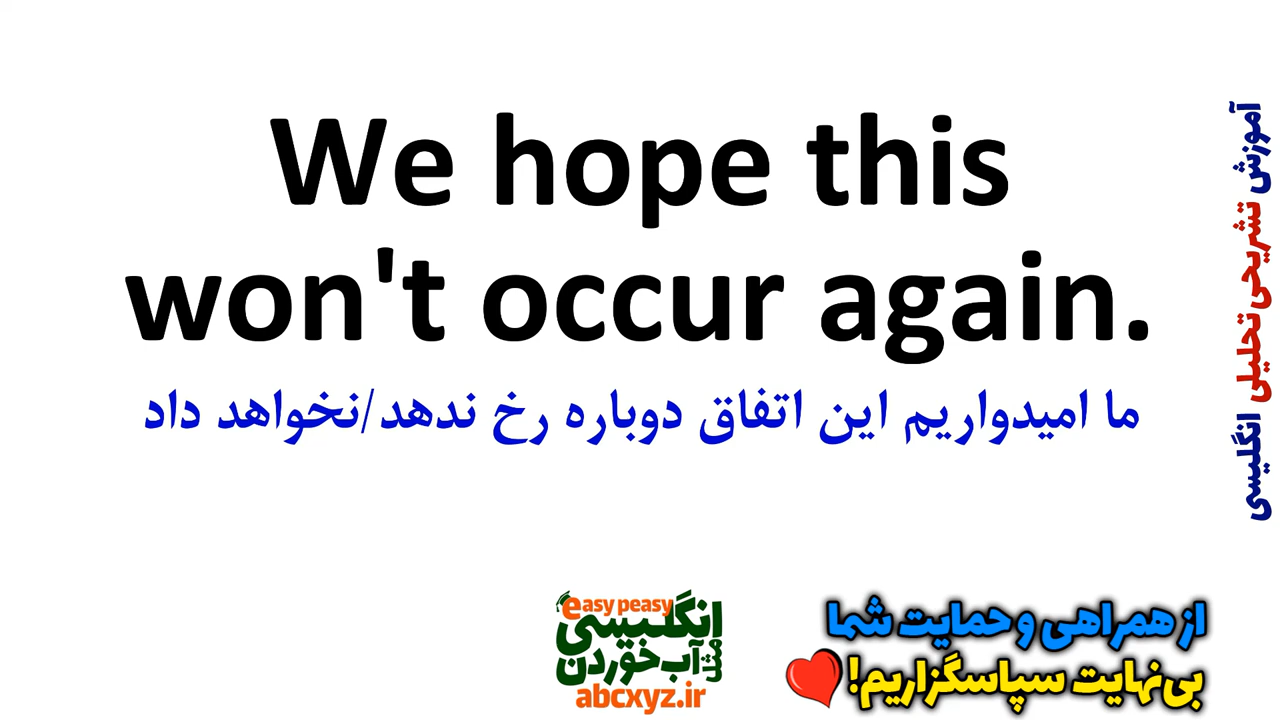 We hope this
won't occur again.
ما امیدواریم این اتفاق دوباره رخ ندهد/نخواهد داد
آموزش تشریحی تحلیلی انگلیسی
easy peasy
انگلیسی
مثل آب خوردن
abcxyz.ir
از همراهی و حمایت شما
بی‌نهایت سپاسگزاریم!